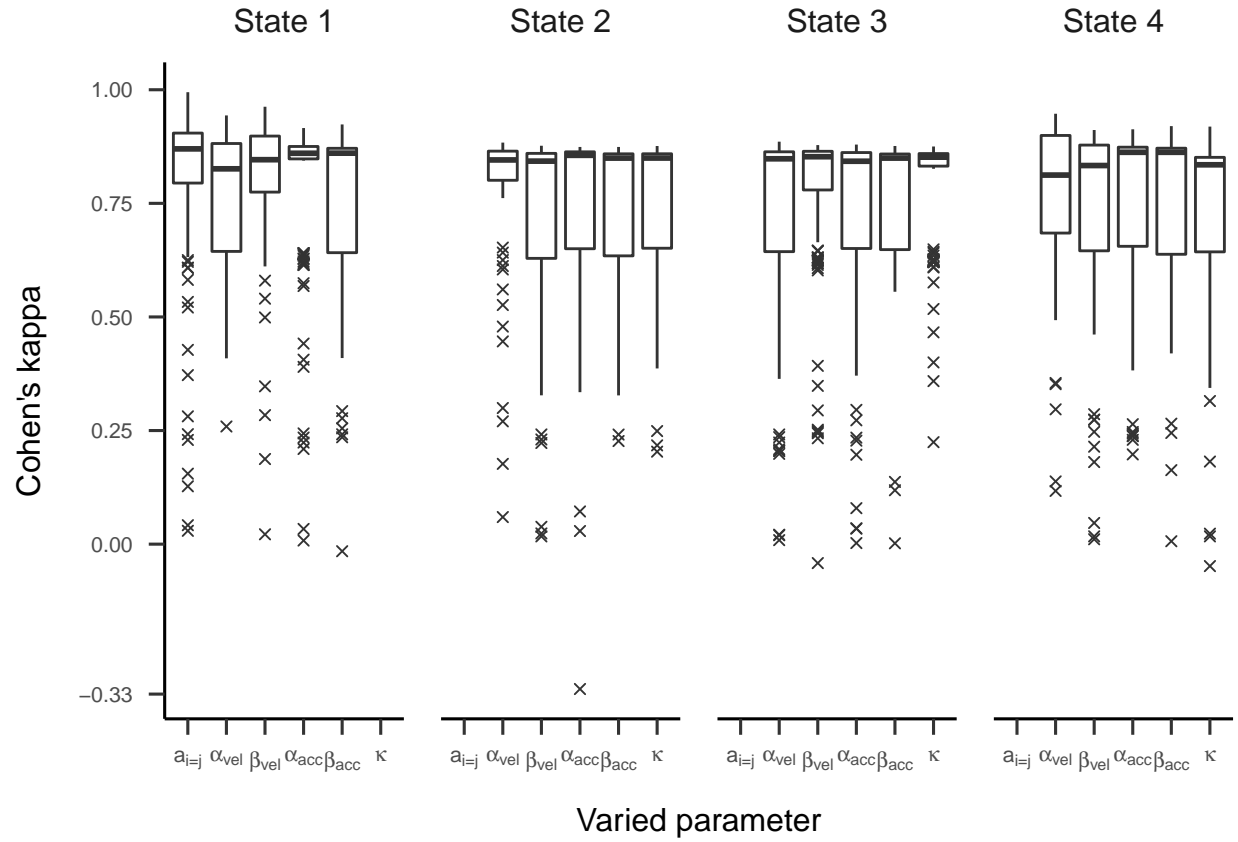 State 1 State 2 State 3 State 4
Cohen's kappa
1.00
0.75
0.50
0.25
0.00
−0.33
a_{i=j} α_{vel} β_{vel} α_{acc} β_{acc} κ a_{i=j} α_{vel} β_{vel} α_{acc} β_{acc} κ a_{i=j} α_{vel} β_{vel} α_{acc} β_{acc} κ a_{i=j} α_{vel} β_{vel} α_{acc} β_{acc} κ
Varied parameter